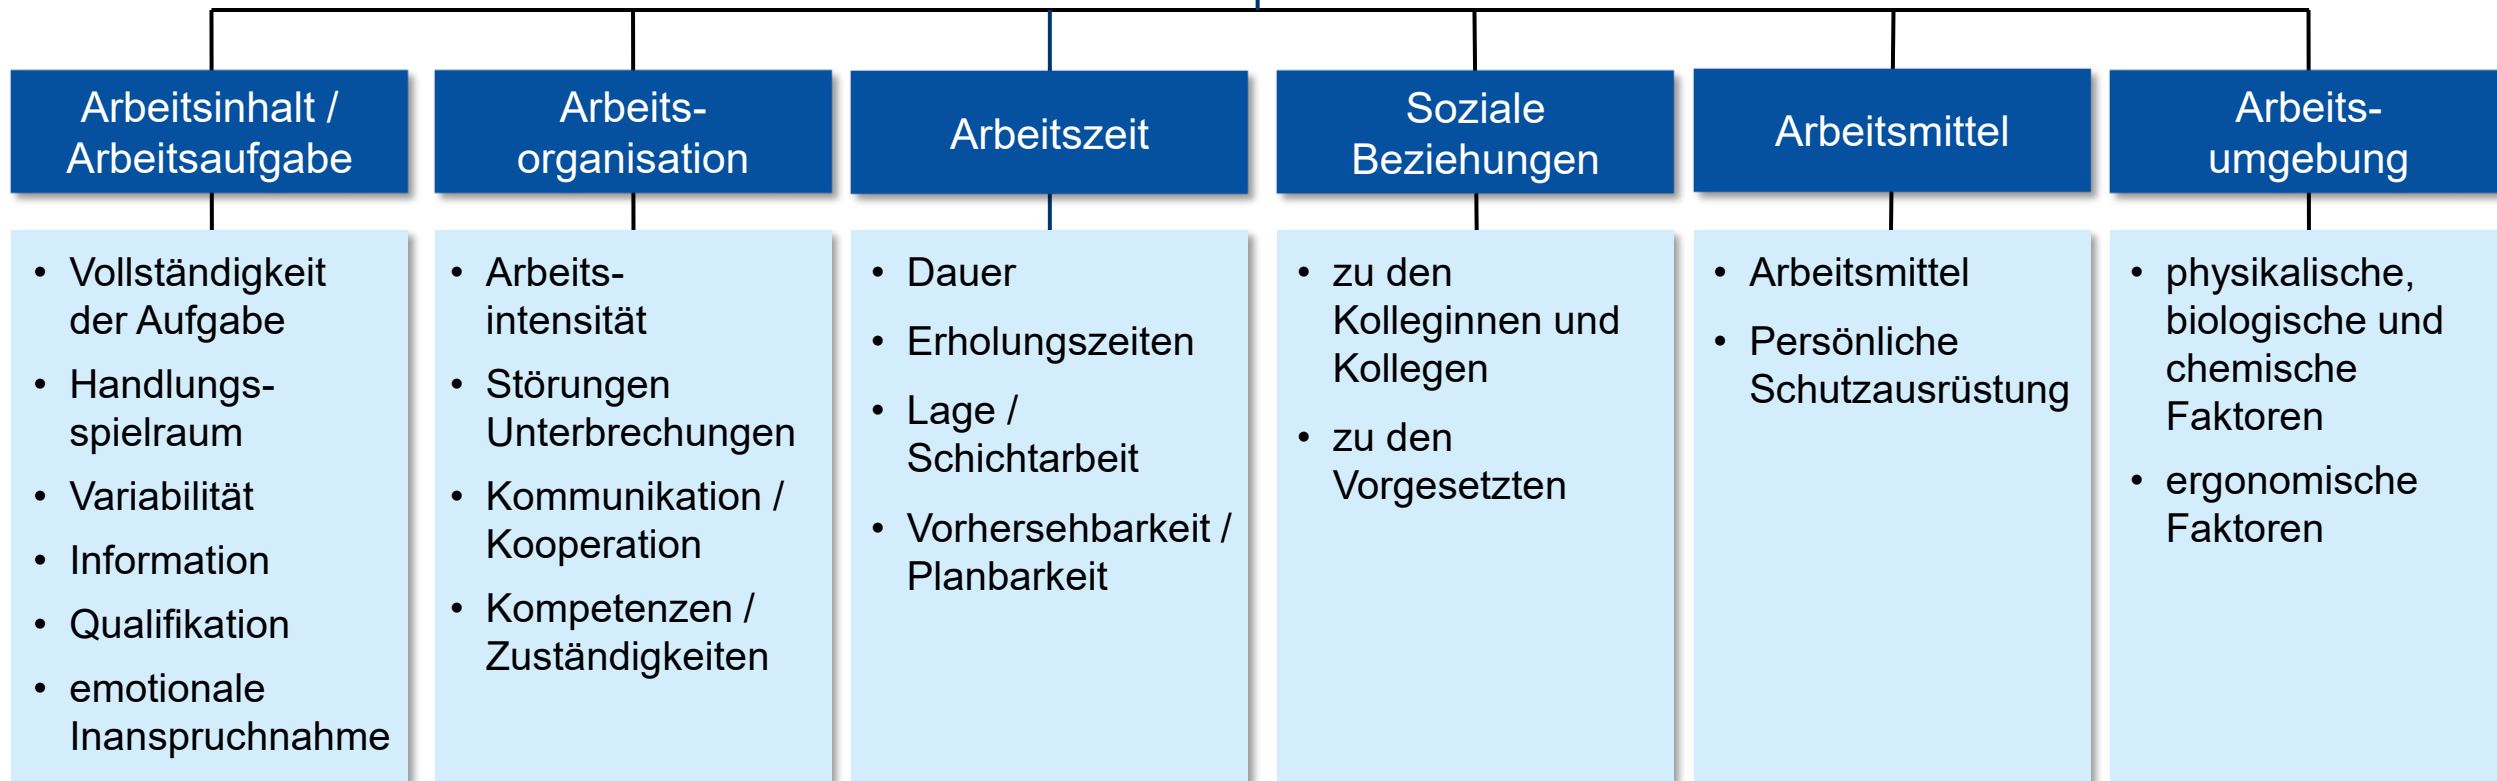 Arbeitsinhalt /
Arbeitsaufgabe
Arbeits-
organisation
Arbeitszeit
Soziale
Beziehungen
Arbeitsmittel
Arbeits-
umgebung
• Vollständigkeit
der Aufgabe
• Handlungs-
spielraum
• Variabilität
• Information
• Qualifikation
• emotionale
Inanspruchnahme
• Arbeits-
intensität
• Störungen
Unterbrechungen
• Kommunikation /
Kooperation
• Kompetenzen /
Zuständigkeiten
• Dauer
• Erholungszeiten
• Lage /
Schichtarbeit
• Vorhersehbarkeit /
Planbarkeit
• zu den
Kolleginnen und
Kollegen
• zu den
Vorgesetzten
• Arbeitsmittel
• Persönliche
Schutzausrüstung
• physikalische,
biologische und
chemische
Faktoren
• ergonomische
Faktoren